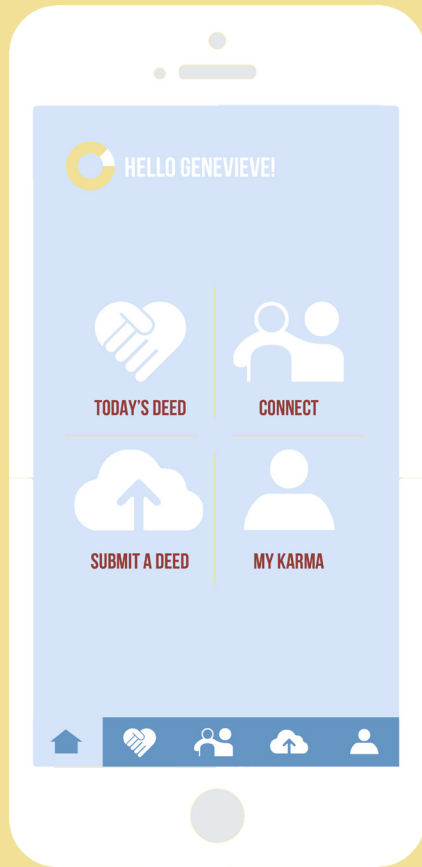 HELLO GENEVIEVE!
TODAY'S DEED
CONNECT
SUBMIT A DEED
MY KARMA